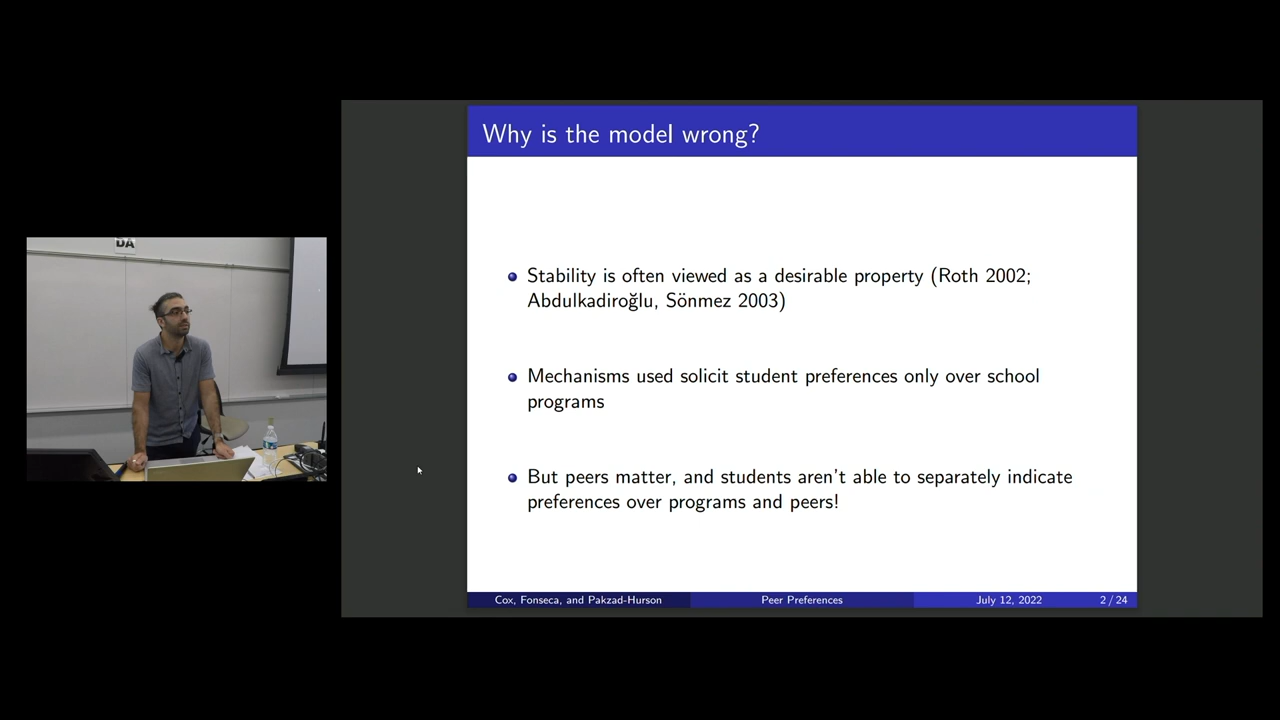 DA
Why is the model wrong?
Stability is often viewed as a desirable property (Roth 2002;
Abdulkadiroğlu, Sönmez 2003)
Mechanisms used solicit student preferences only over school
programs
But peers matter, and students aren't able to separately indicate
preferences over programs and peers!
Cox, Fonseca, and Pakzad-Hurson
Peer Preferences
July 12, 2022
2 / 24